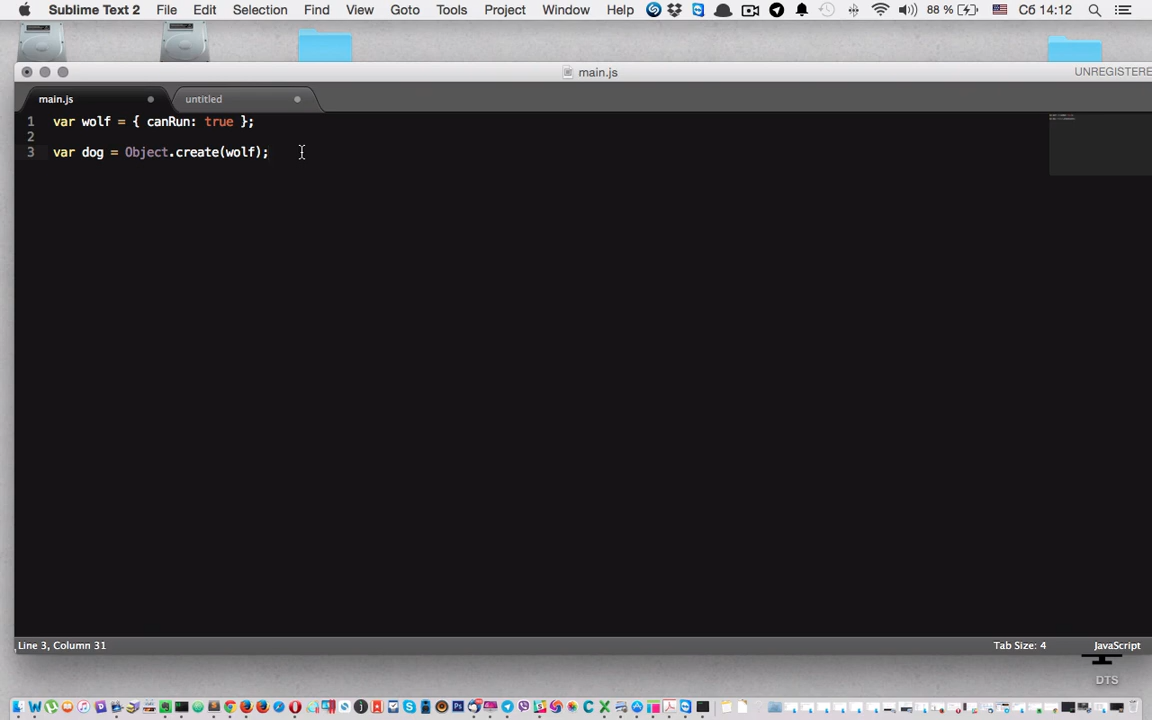 Sublime Text 2 File Edit Selection Find View Goto Tools Project Window Help 88 % Сб 14:12
main.js UNREGISTERE
main.js untitled
1 var wolf = { canRun: true };
2
3 var dog = Object.create(wolf);
Line 3, Column 31 Tab Size: 4 JavaScript
DTS